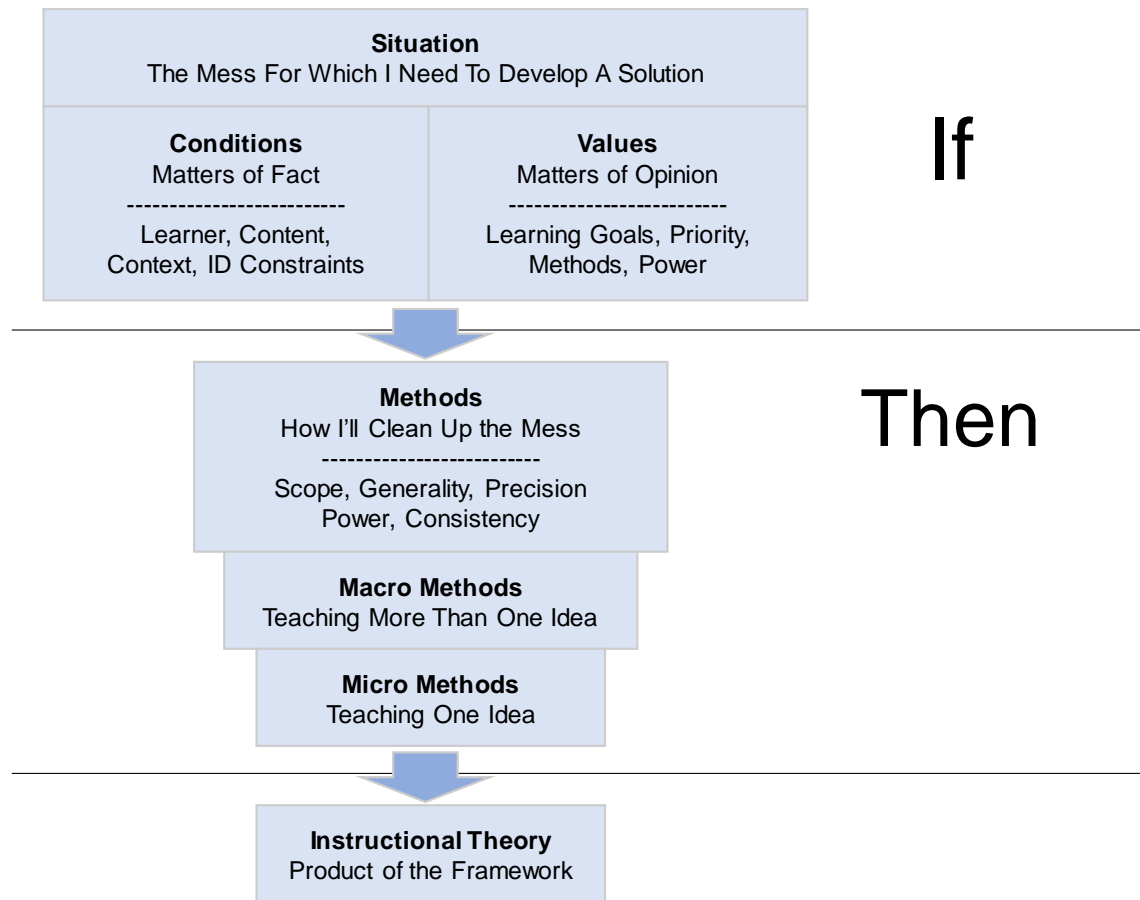 Situation
The Mess For Which I Need To Develop A Solution
Conditions
Matters of Fact
--------------------------
Learner, Content,
Context, ID Constraints
Values
Matters of Opinion
--------------------------
Learning Goals, Priority,
Methods, Power
If
Methods
How I'll Clean Up the Mess
--------------------------
Scope, Generality, Precision
Power, Consistency
Then
Macro Methods
Teaching More Than One Idea
Micro Methods
Teaching One Idea
Instructional Theory
Product of the Framework